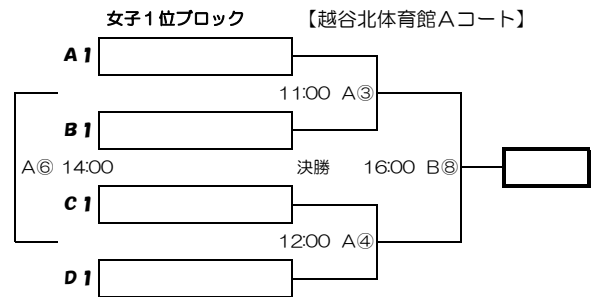 女子１位ブロック 【越谷北体育館Ａコート】
A1
11:00 A③
B1
A⑥ 14:00 決勝 16:00 B⑧
C1
12:00 A④
D1